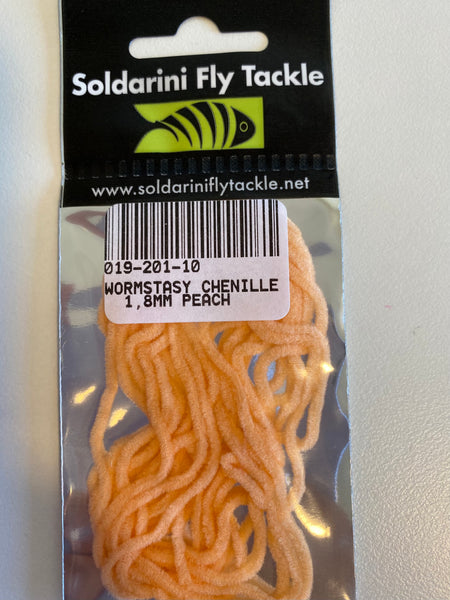 Soldarini Fly Tackle
www.soldariniflytackle.net
019-201-10
WORMSTASY CHENILLE
1,8MM PEACH